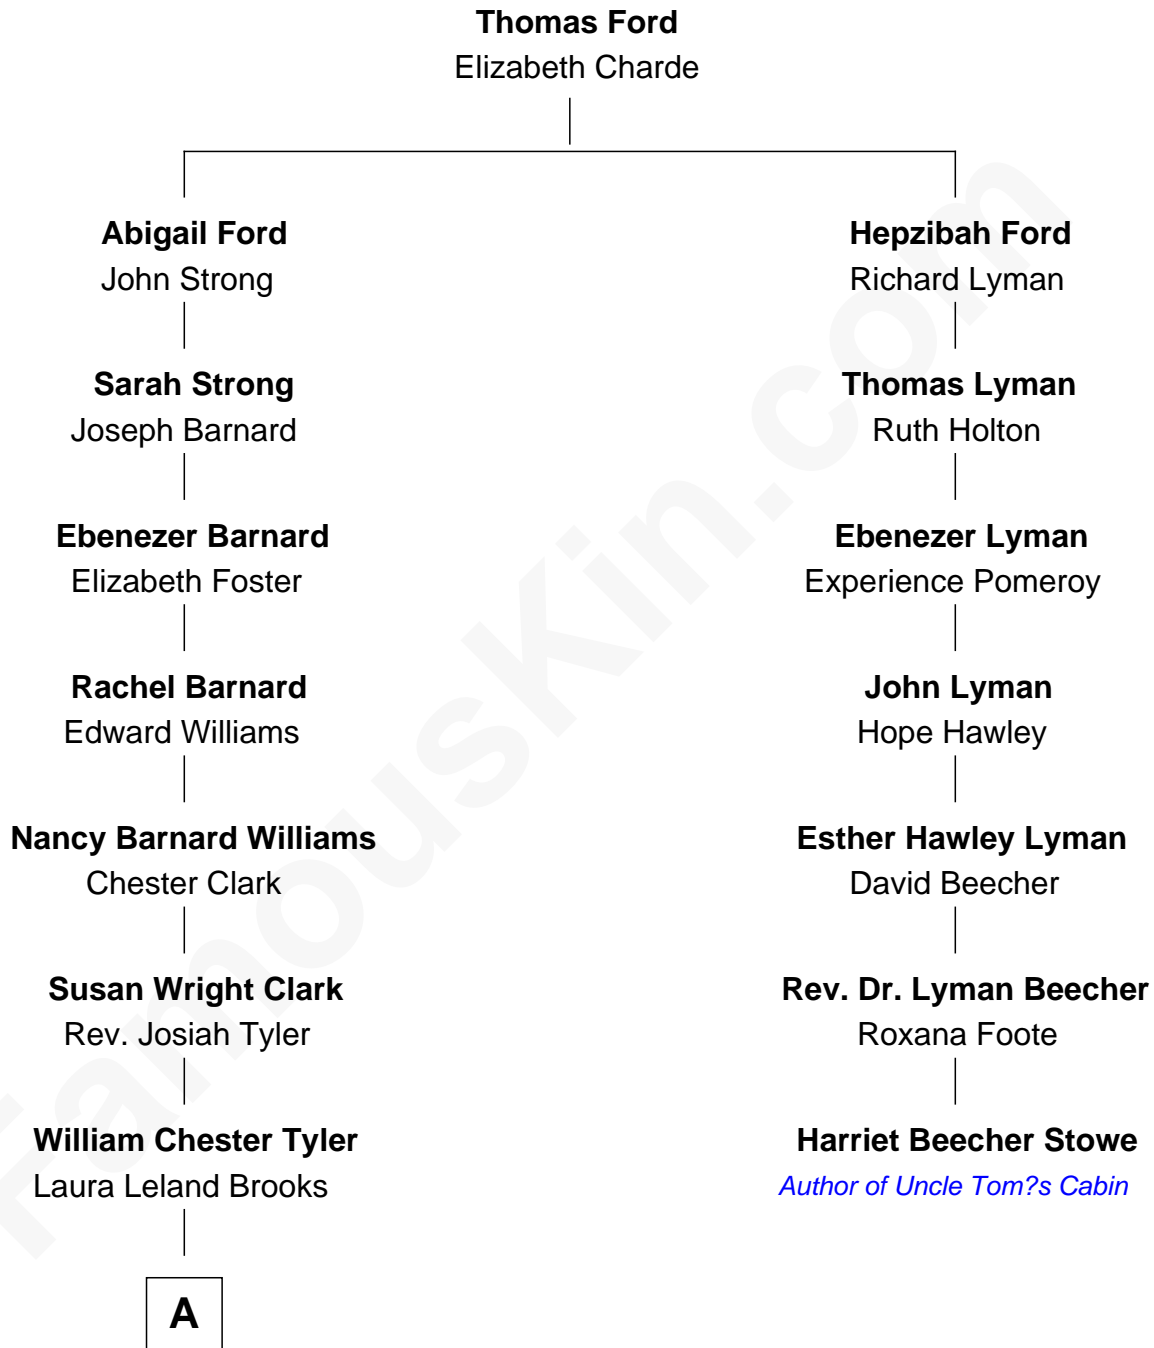 Thomas Ford
Elizabeth Charde
Abigail Ford
John Strong
Hepzibah Ford
Richard Lyman
Sarah Strong
Joseph Barnard
Thomas Lyman
Ruth Holton
Ebenezer Barnard
Elizabeth Foster
Ebenezer Lyman
Experience Pomeroy
Rachel Barnard
Edward Williams
John Lyman
Hope Hawley
Nancy Barnard Williams
Chester Clark
Esther Hawley Lyman
David Beecher
Susan Wright Clark
Rev. Josiah Tyler
Rev. Dr. Lyman Beecher
Roxana Foote
William Chester Tyler
Laura Leland Brooks
Harriet Beecher Stowe
Author of Uncle Tom?s Cabin
A
FamousKin.com